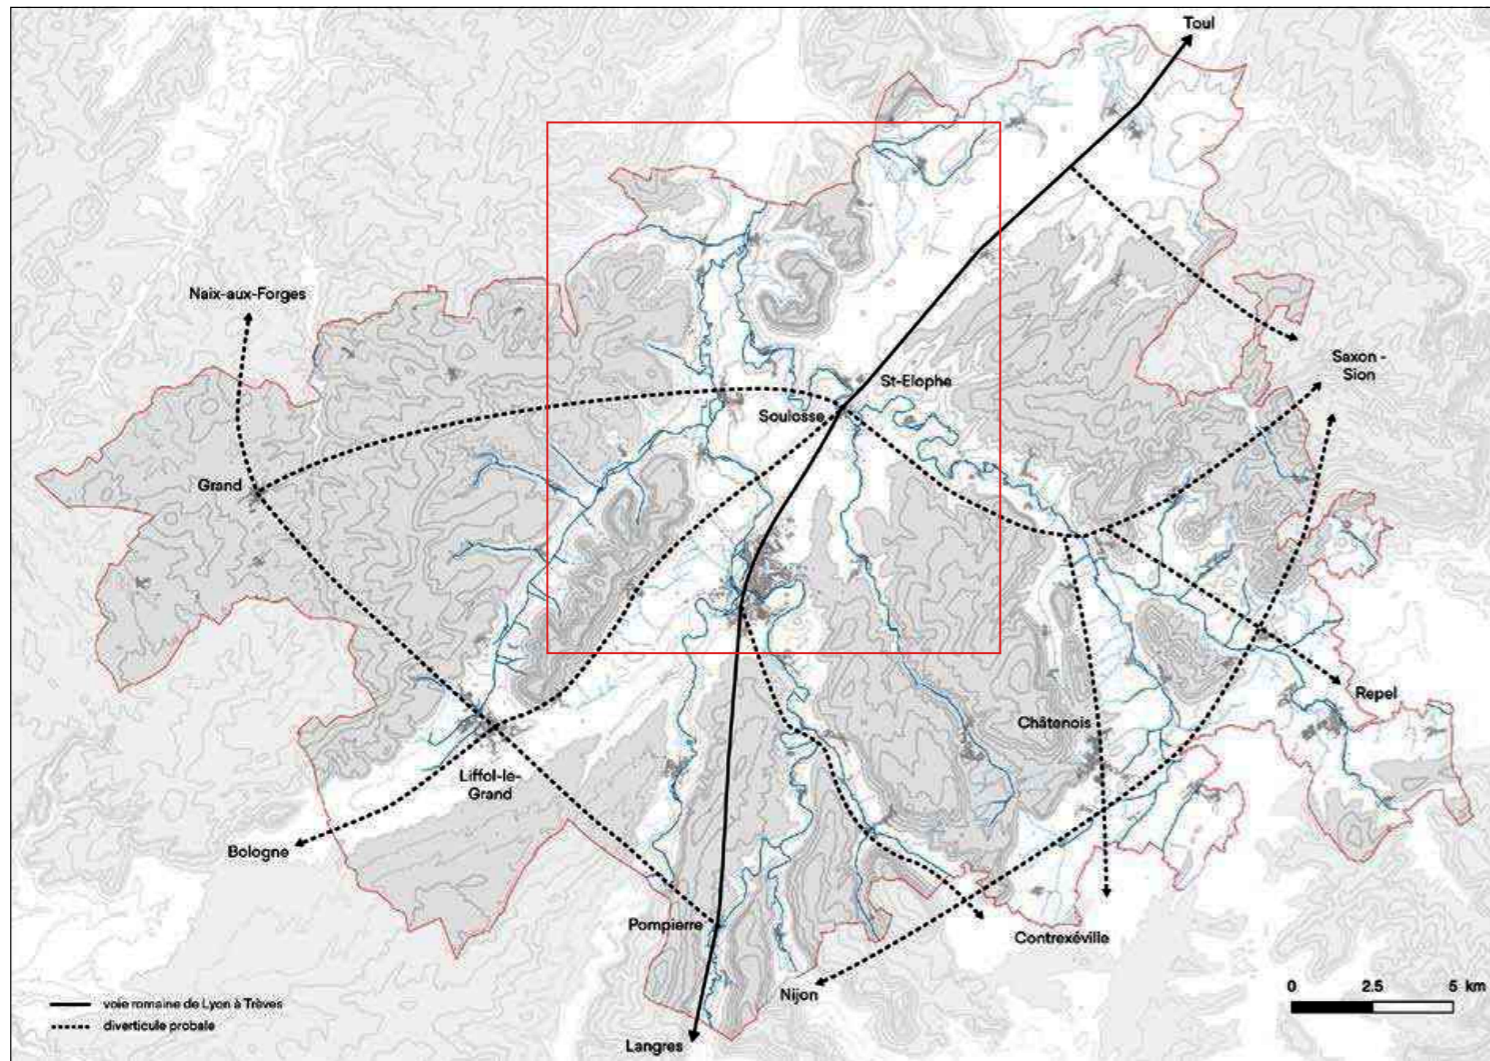 Toul
Naix-aux-Forges
Saxon -
Sion
St-Elophe
Soulosse
Grand
Repel
Châtenois
Liffol-le-
Grand
Bologne
Pompierre
Contrexéville
Nijon
0 2.5 5 km
voie romaine de Lyon à Trèves
diverticule probale
Langres